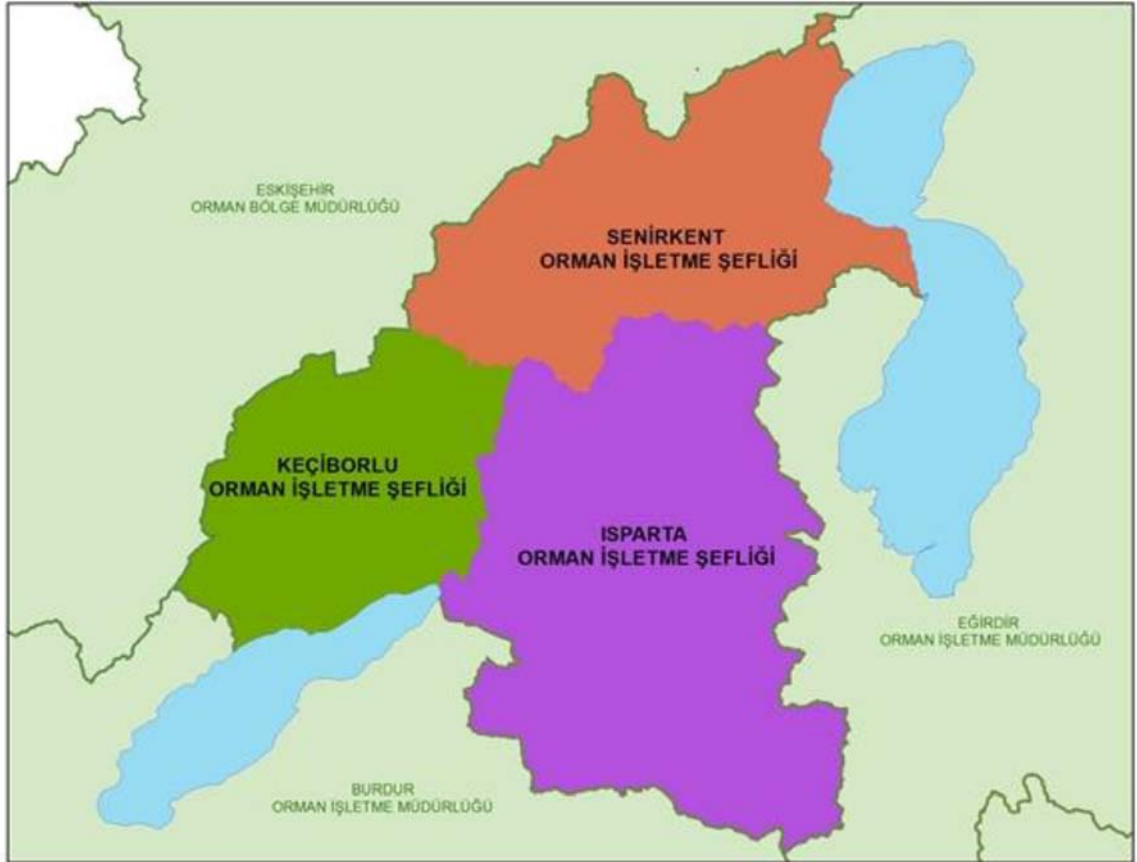 ESKİŞEHİR
ORMAN BÖLGE MÜDÜRLÜĞÜ
SENİRKENT
ORMAN İŞLETME ŞEFLİĞİ
KEÇİBORLU
ORMAN İŞLETME ŞEFLİĞİ
ISPARTA
ORMAN İŞLETME ŞEFLİĞİ
EĞİRDİR
ORMAN İŞLETME MÜDÜRLÜĞÜ
BURDUR
ORMAN İŞLETME MÜDÜRLÜĞÜ